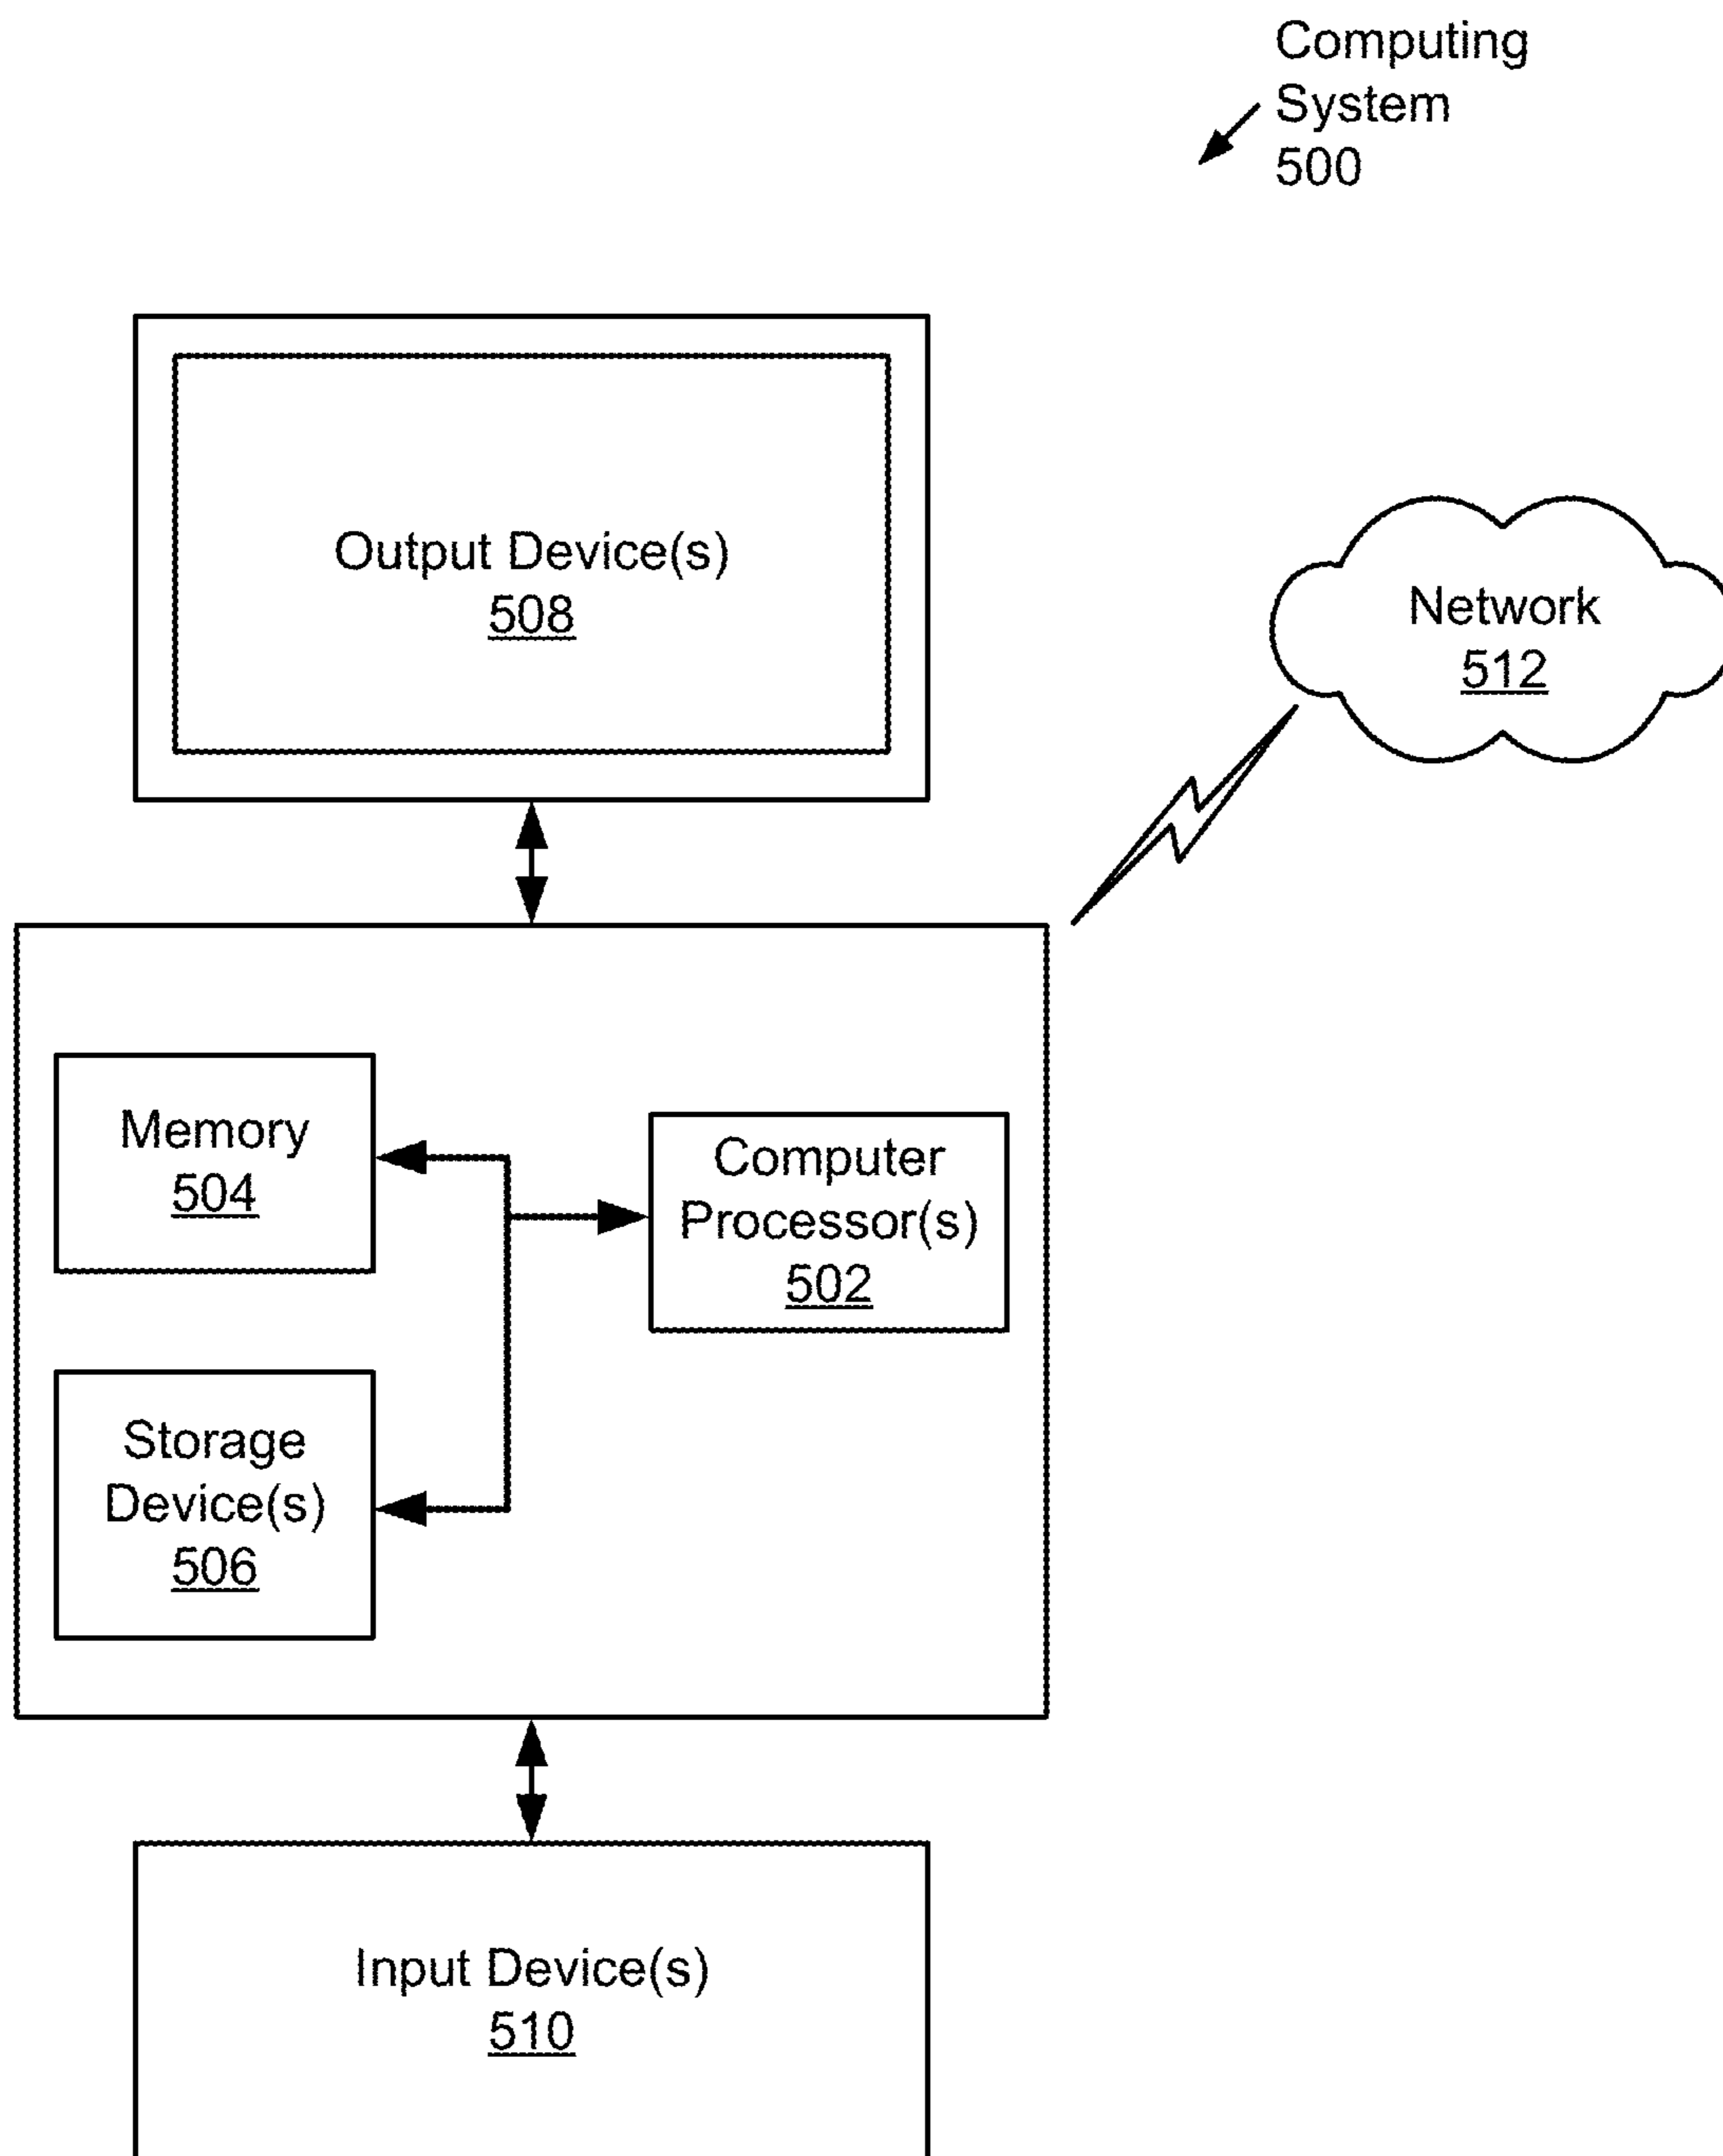 Computing
System
500
Output Device(s)
508
Network
512
Memory
504
Computer
Processor(s)
502
Storage
Device(s)
506
Input Device(s)
510